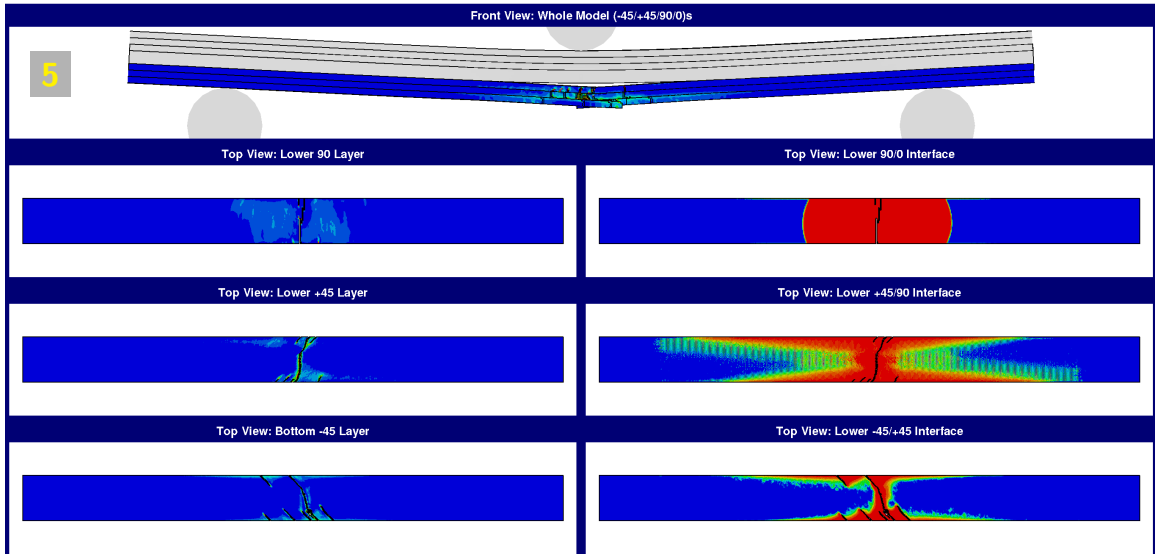 Front View: Whole Model (-45/+45/90/0)s
5
Top View: Lower 90 Layer
Top View: Lower 90/0 Interface
Top View: Lower +45 Layer
Top View: Lower +45/90 Interface
Top View: Bottom -45 Layer
Top View: Lower -45/+45 Interface